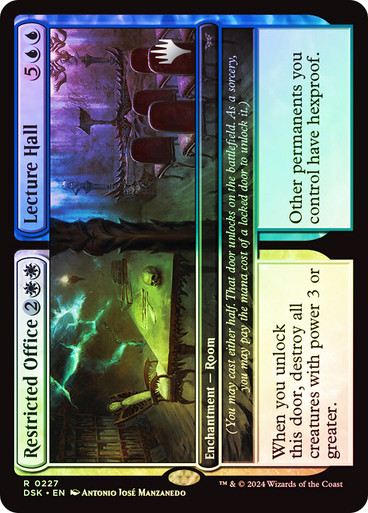 Restricted Office 2
When you unlock
this door, destroy all
creatures with power 3 or
greater.
Lecture Hall 5
Other permanents you
control have hexproof.
Enchantment — Room
(You may cast either half. That door unlocks on the battlefield. As a sorcery,
you may pay the mana cost of a locked door to unlock it.)
R 0227
DSK • EN Antonio José Manzanedo
™ & © 2024 Wizards of the Coast